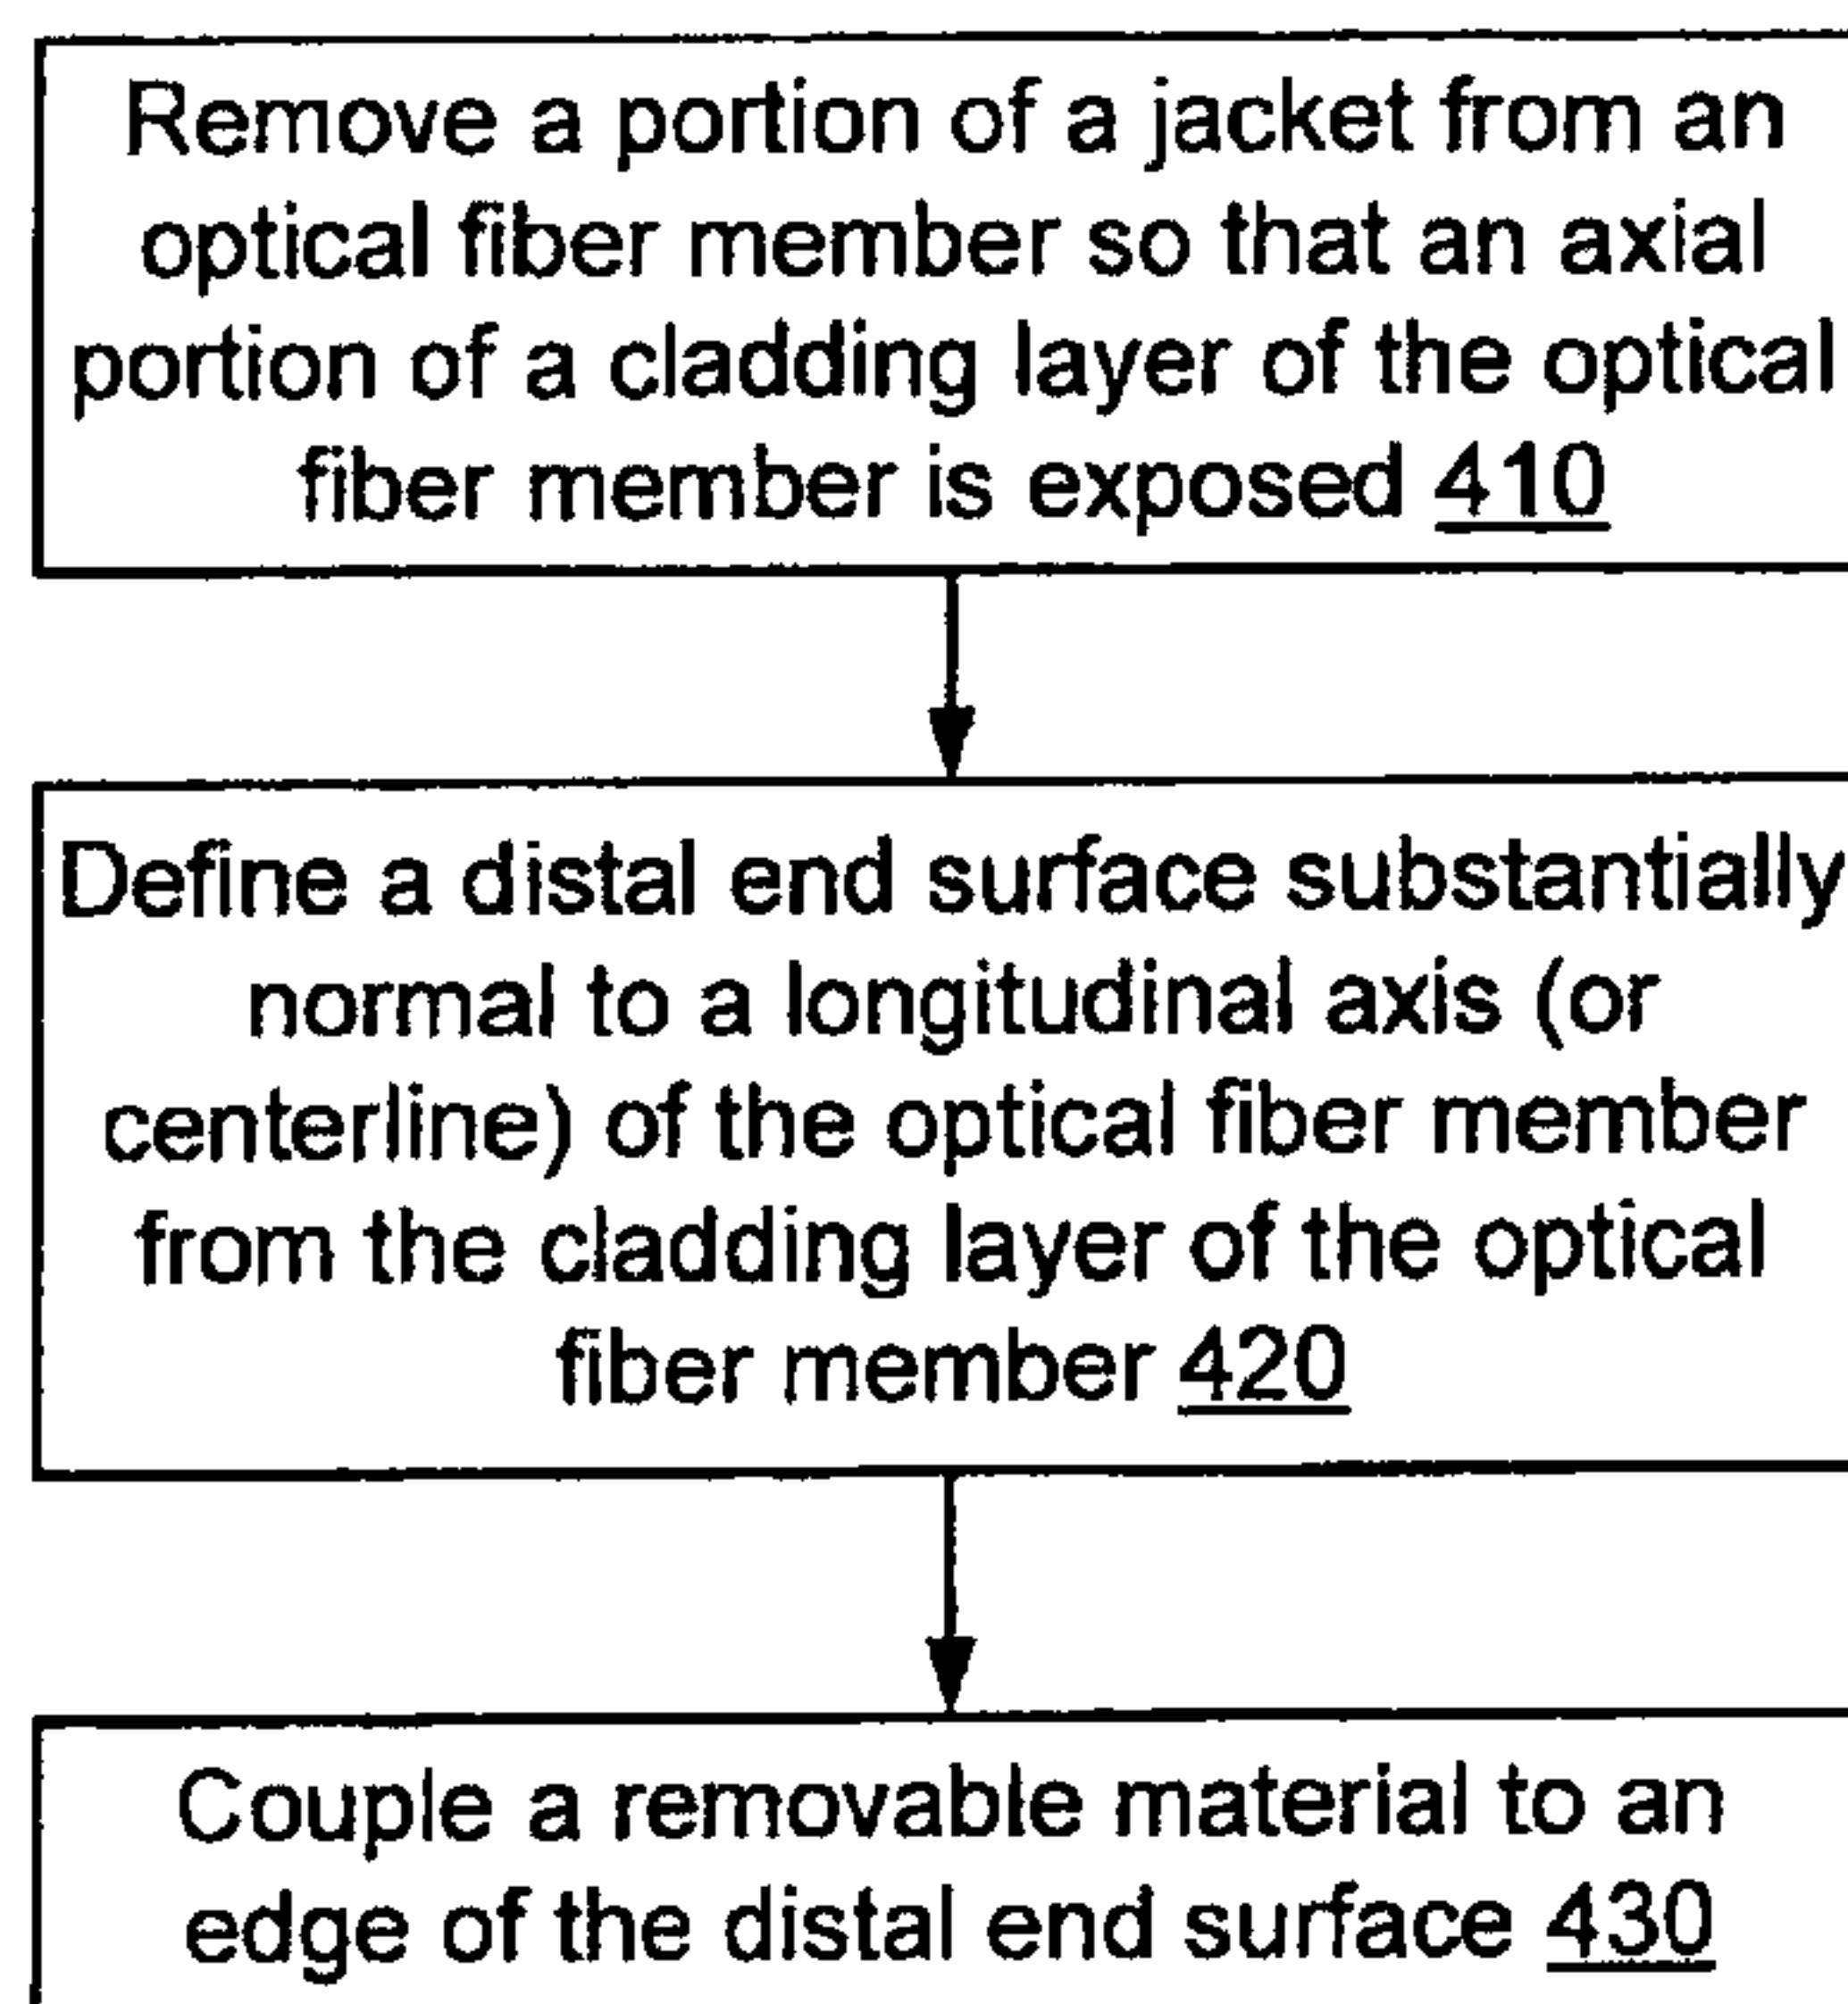 Remove a portion of a jacket from an
optical fiber member so that an axial
portion of a cladding layer of the optical
fiber member is exposed 410
Define a distal end surface substantially
normal to a longitudinal axis (or
centerline) of the optical fiber member
from the cladding layer of the optical
fiber member 420
Couple a removable material to an
edge of the distal end surface 430